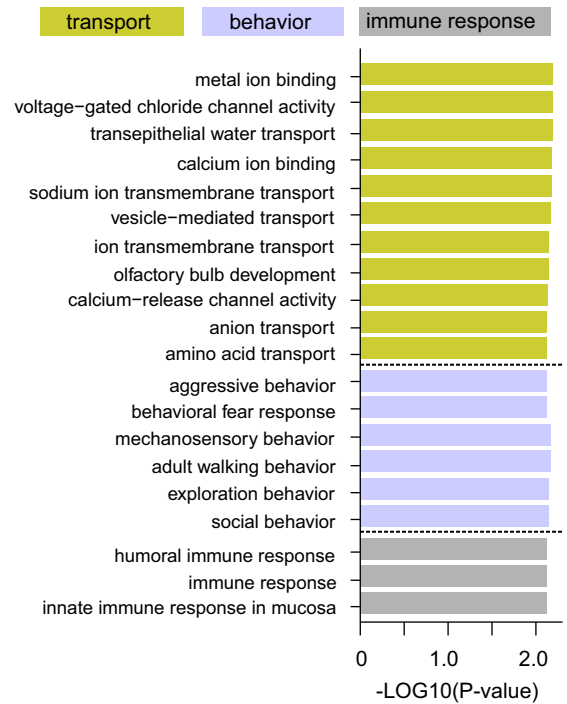 transport behavior immune response
metal ion binding
voltage−gated chloride channel activity
transepithelial water transport
calcium ion binding
sodium ion transmembrane transport
vesicle−mediated transport
ion transmembrane transport
olfactory bulb development
calcium−release channel activity
anion transport
amino acid transport
aggressive behavior
behavioral fear response
mechanosensory behavior
adult walking behavior
exploration behavior
social behavior
humoral immune response
immune response
innate immune response in mucosa
0 1.0 2.0
-LOG10(P-value)